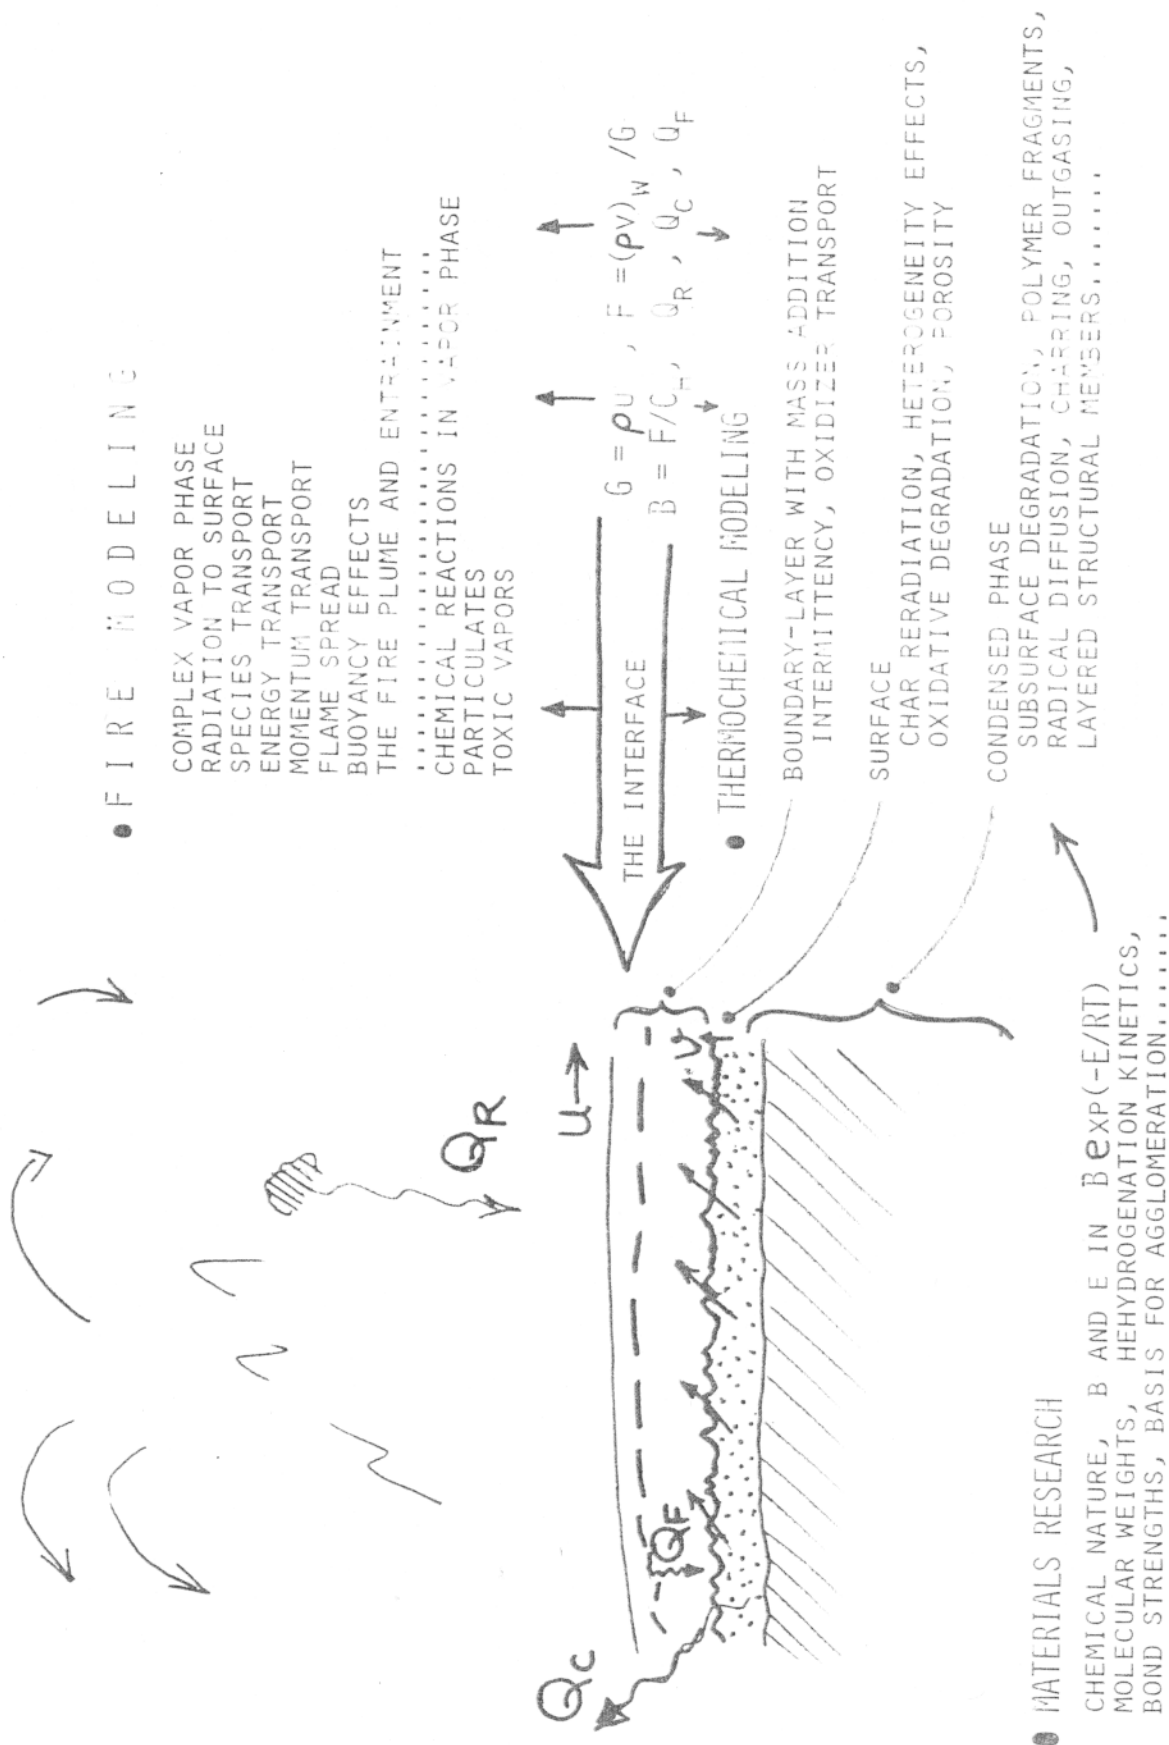 • FIRE MODELING
COMPLEX VAPOR PHASE
RADIATION TO SURFACE
SPECIES TRANSPORT
ENERGY TRANSPORT
MOMENTUM TRANSPORT
FLAME SPREAD
BUOYANCY EFFECTS
THE FIRE PLUME AND ENTRAINMENT
CHEMICAL REACTIONS IN VAPOR PHASE
PARTICULATES
TOXIC VAPORS
THE INTERFACE
G = ρU , F =(ρV)W /G
B = F/CH, QR, QC, QF
• THERMOCHEMICAL MODELING
BOUNDARY-LAYER WITH MASS ADDITION
INTERMITTENCY, OXIDIZER TRANSPORT
SURFACE
CHAR RERADIATION, HETEROGENEITY EFFECTS,
OXIDATIVE DEGRADATION, POROSITY
CONDENSED PHASE
SUBSURFACE DEGRADATION, POLYMER FRAGMENTS,
RADICAL DIFFUSION, CHARRING, OUTGASING,
LAYERED STRUCTURAL MEMBERS.......
QR
U
QC
QF
v
• MATERIALS RESEARCH
CHEMICAL NATURE, B AND E IN BEXP(-E/RT)
MOLECULAR WEIGHTS, HEHYDROGENATION KINETICS,
BOND STRENGTHS, BASIS FOR AGGLOMERATION.......